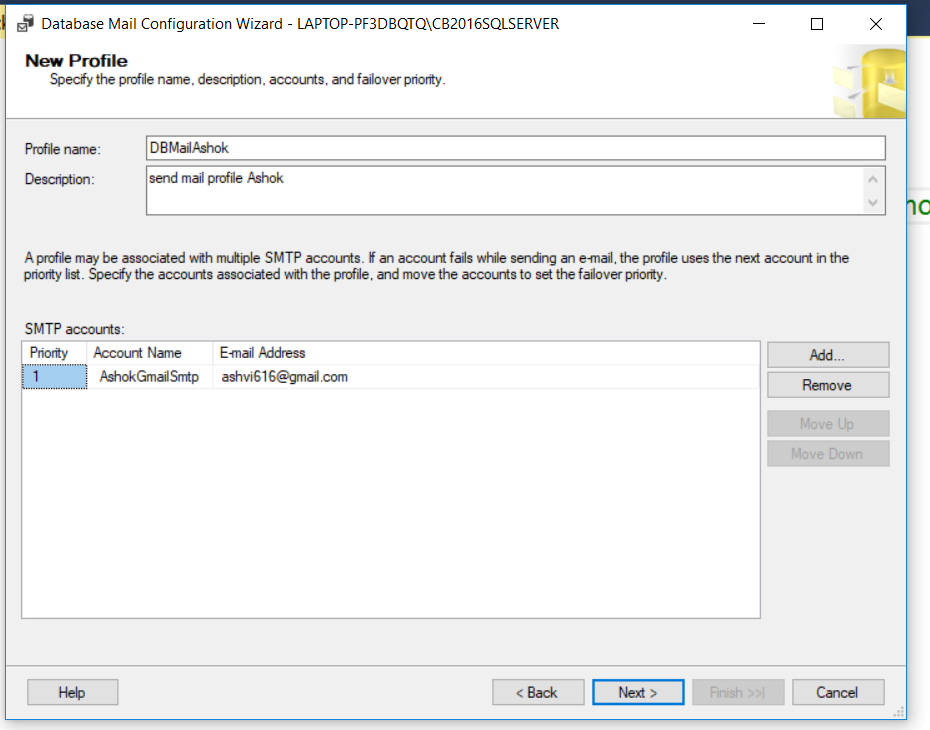 Database Mail Configuration Wizard - LAPTOP-PF3DBQTQ\CB2016SQLSERVER
New Profile
Specify the profile name, description, accounts, and failover priority.
Profile name:
DBMailAshok
Description:
send mail profile Ashok
A profile may be associated with multiple SMTP accounts. If an account fails while sending an e-mail, the profile uses the next account in the
priority list. Specify the accounts associated with the profile, and move the accounts to set the failover priority.
SMTP accounts:
Priority Account Name E-mail Address
1 AshokGmailSmtp ashvi616@gmail.com
Add...
Remove
Move Up
Move Down
Help
< Back
Next >
Finish >>|
Cancel